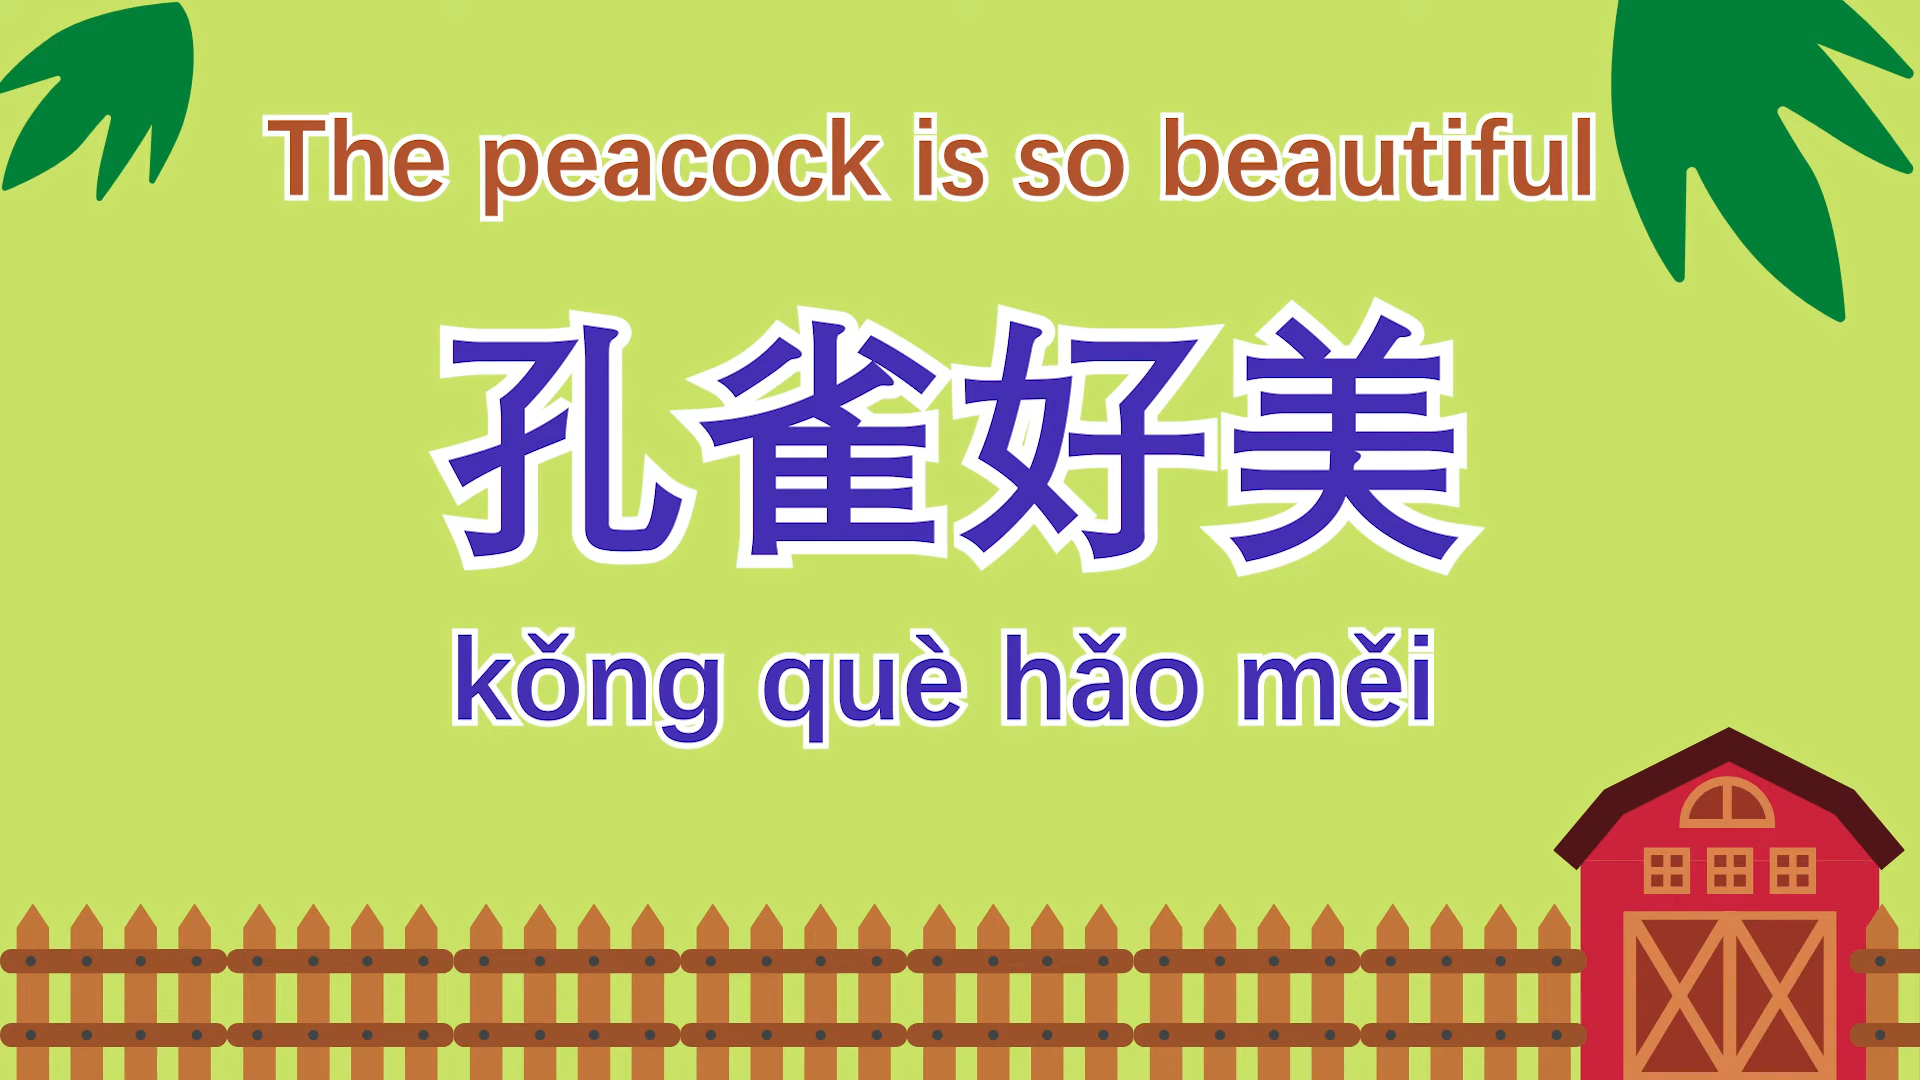 The peacock is so beautiful
孔雀好美
kǒng què hǎo měi